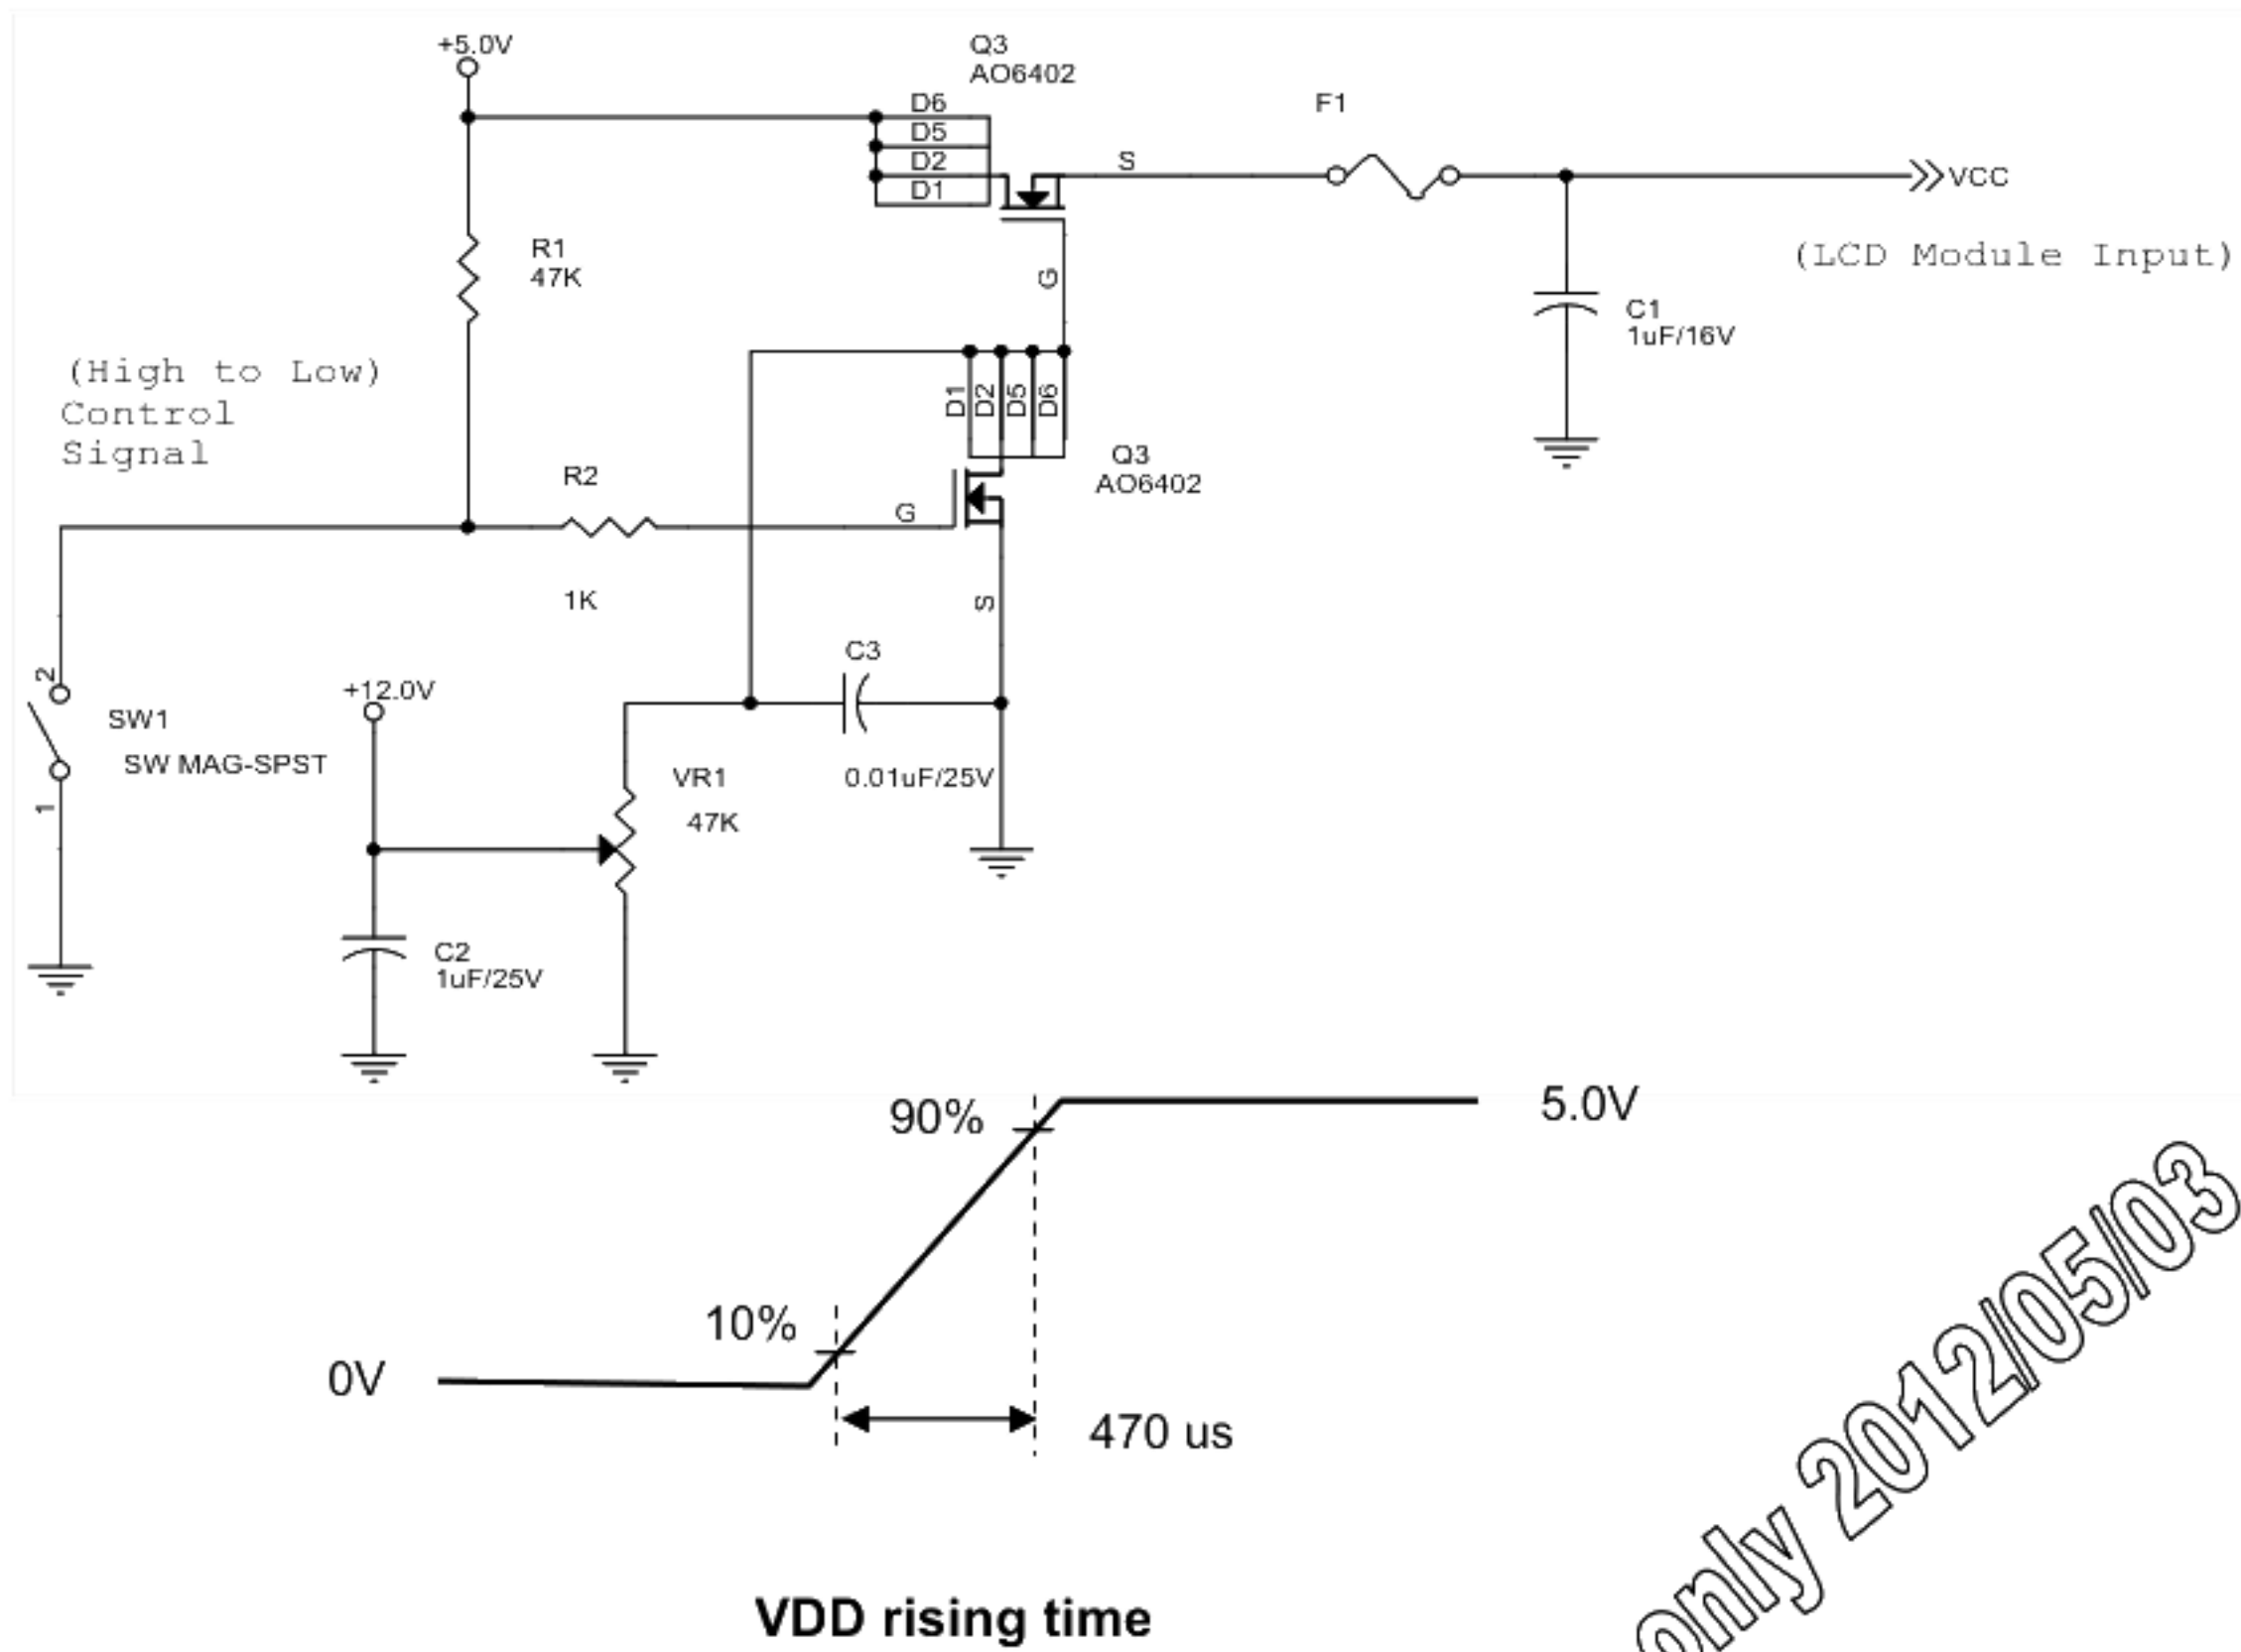 +5.0V
Q3
AO6402
F1
D6
D5
D2
D1
S
VCC
R1
47K
G
(LCD Module Input)
C1
1uF/16V
(High to Low)
Control
Signal
D1
D2
D5
D6
Q3
AO6402
R2
G
1K
S
C3
2
+12.0V
SW1
SW MAG-SPST
VR1
47K
0.01uF/25V
1
C2
1uF/25V
90%
5.0V
10%
0V
470 us
VDD rising time
only 2012/05/03